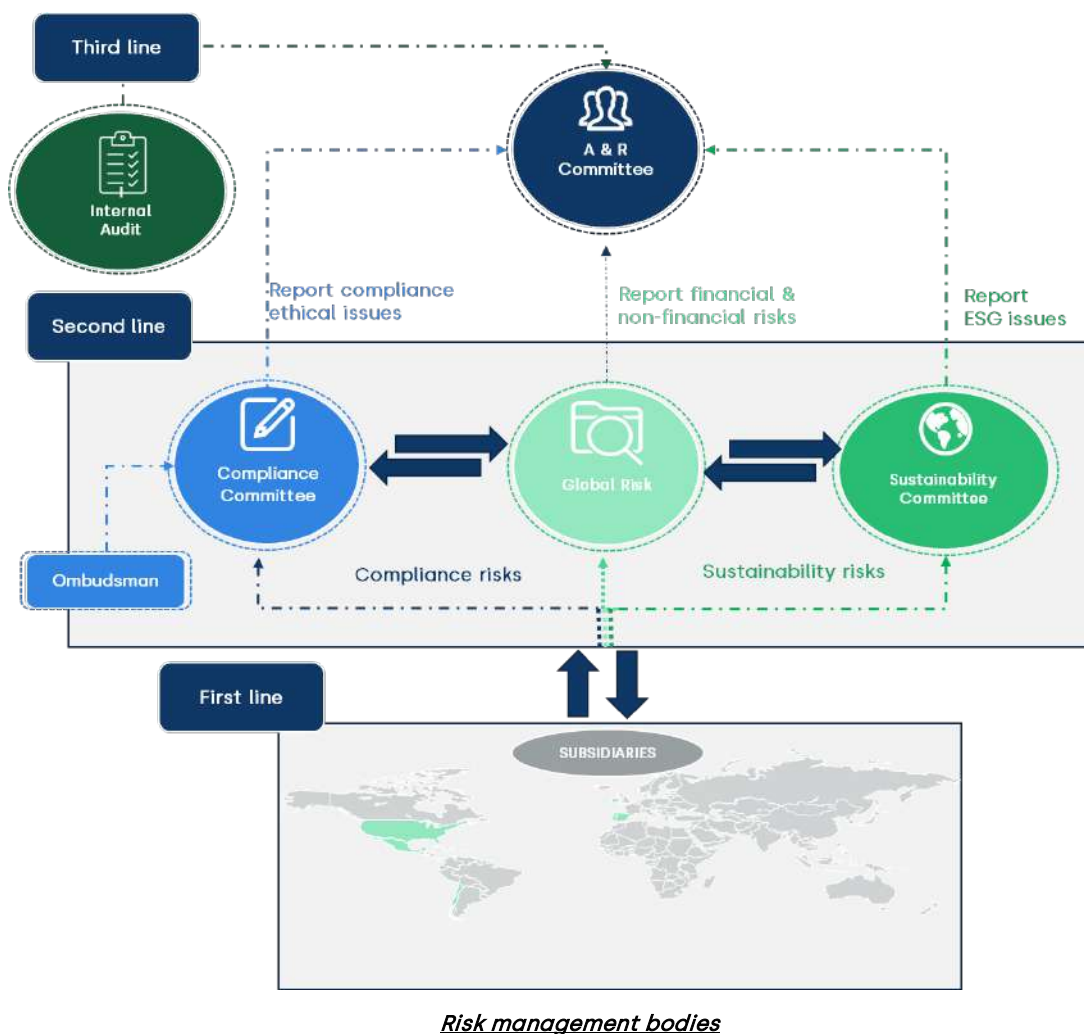 Third line
A & R
Committee
Internal
Audit
Report compliance
ethical issues
Report financial &
non-financial risks
Report
ESG issues
Second line
Compliance
Committee
Global Risk
Sustainability
Committee
Ombudsman
Compliance risks
Sustainability risks
First line
SUBSIDIARIES
Risk management bodies